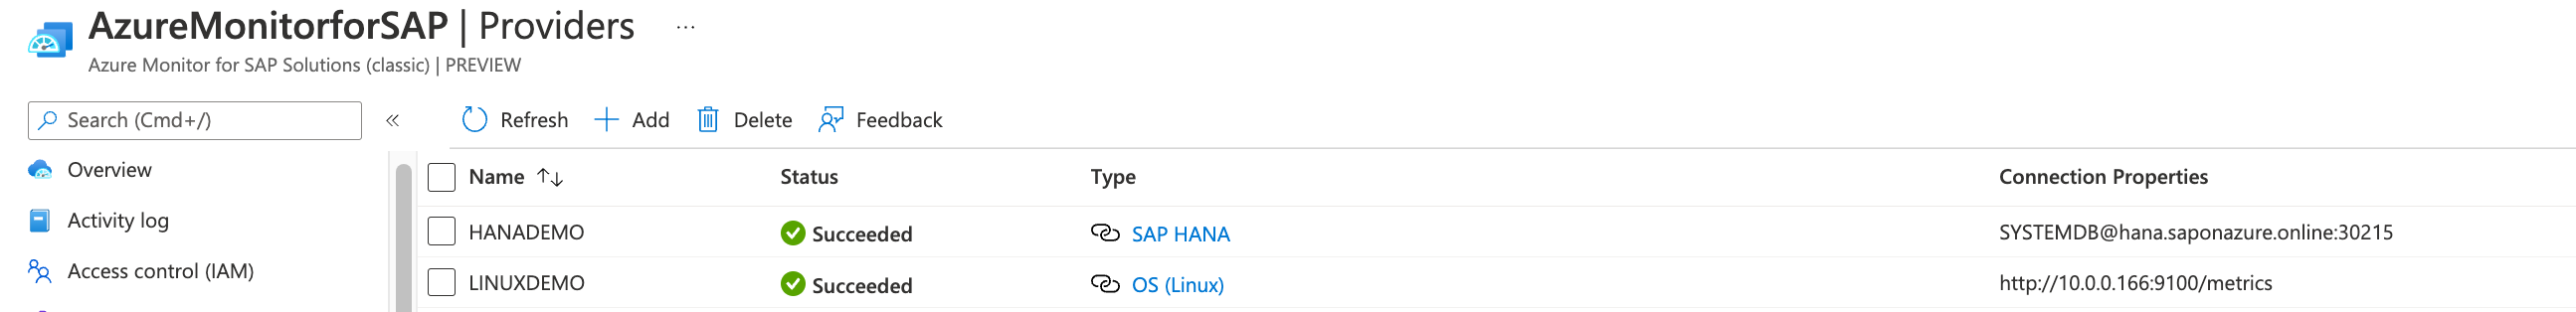 AzureMonitorforSAP | Providers ...
Azure Monitor for SAP Solutions (classic) | PREVIEW
Search (Cmd+/) « Refresh Add Delete Feedback
Overview
Activity log
Access control (IAM)
Name ↑↓ Status Type Connection Properties
HANADEMO Succeeded SAP HANA SYSTEMDB@hana.saponazure.online:30215
LINUXDEMO Succeeded OS (Linux) http://10.0.0.166:9100/metrics